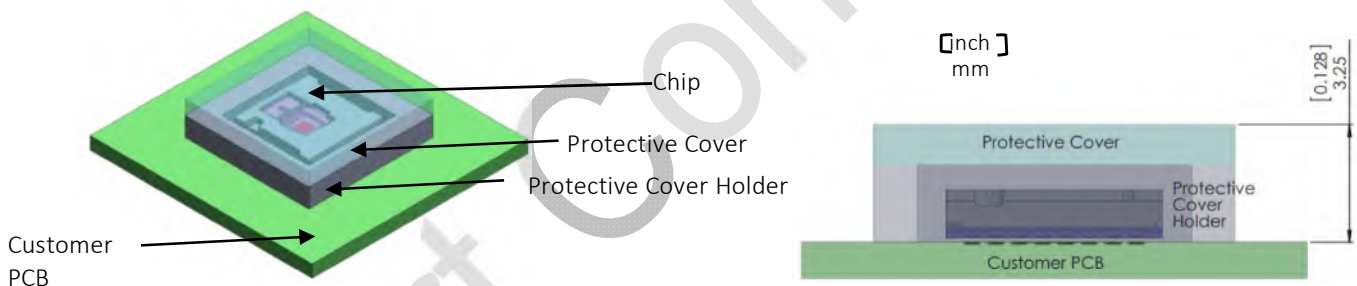 Chip
Protective Cover
Protective Cover Holder
Customer
PCB
[inch]
mm
[0.128]
3.25
Protective Cover
Protective
Cover
Holder
Customer PCB